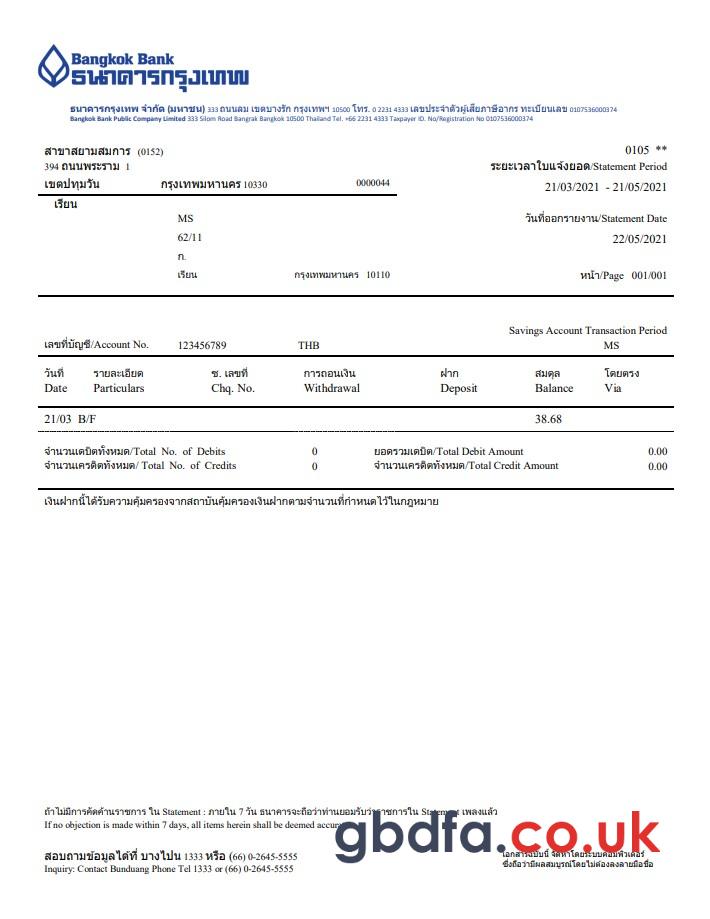 Bangkok Bank
ธนาคารกรุงเทพ
ธนาคารกรุงเทพ จำกัด (มหาชน) 333 ถนนสีลม เขตบางรัก กรุงเทพฯ 10500 โทร. 0 2231 4333 เลขประจำตัวผู้เสียภาษีอากร ทะเบียนเลข 0107536000374
Bangkok Bank Public Company Limited 333 Silom Road Bangrak Bangkok 10500 Thailand Tel. +66 2231 4333 Taxpayer ID. No/Registration No 0107536000374
สาขาสยามสมการ (0152) 0105 **
394 ถนนพระราม 1 ระยะเวลาใบแจ้งยอด/Statement Period
เขตปทุมวัน กรุงเทพมหานคร 10330 0000044 21/03/2021 - 21/05/2021
เรียน
MS วันที่ออกรายงาน/Statement Date
62/11 22/05/2021
ก.
เรียน กรุงเทพมหานคร 10110 หน้า/Page 001/001
Savings Account Transaction Period
เลขที่บัญชี/Account No. 123456789 THB MS
วันที่ รายละเอียด ช. เลขที่ การถอนเงิน ฝาก สมดุล โดยตรง
Date Particulars Chq. No. Withdrawal Deposit Balance Via
21/03 B/F 38.68
จำนวนเดบิตทั้งหมด/Total No. of Debits 0 ยอดรวมเดบิต/Total Debit Amount 0.00
จำนวนเครดิตทั้งหมด/ Total No. of Credits 0 จำนวนเครดิตทั้งหมด/Total Credit Amount 0.00
เงินฝากนี้ได้รับความคุ้มครองจากสถาบันคุ้มครองเงินฝากตามจำนวนที่กำหนดไว้ในกฎหมาย
ถ้าไม่มีการคัดค้านราชการ ใน Statement : ภายใน 7 วัน ธนาคารจะถือว่าท่านยอมรับว่าราชการใน Statement เพลงแล้ว
If no objection is made within 7 days, all items herein shall be deemed
gbdfa.co.uk
สอบถามข้อมูลได้ที่ บางไปน 1333 หรือ (66) 0-2645-5555 เอกสารฉบับนี้ จัดทำโดยระบบคอมพิวเตอร์
Inquiry: Contact Bunduang Phone Tel 1333 or (66) 0-2645-5555 ซึ่งถือว่ามีผลสมบูรณ์โดยไม่ต้องลงลายมือชื่อ